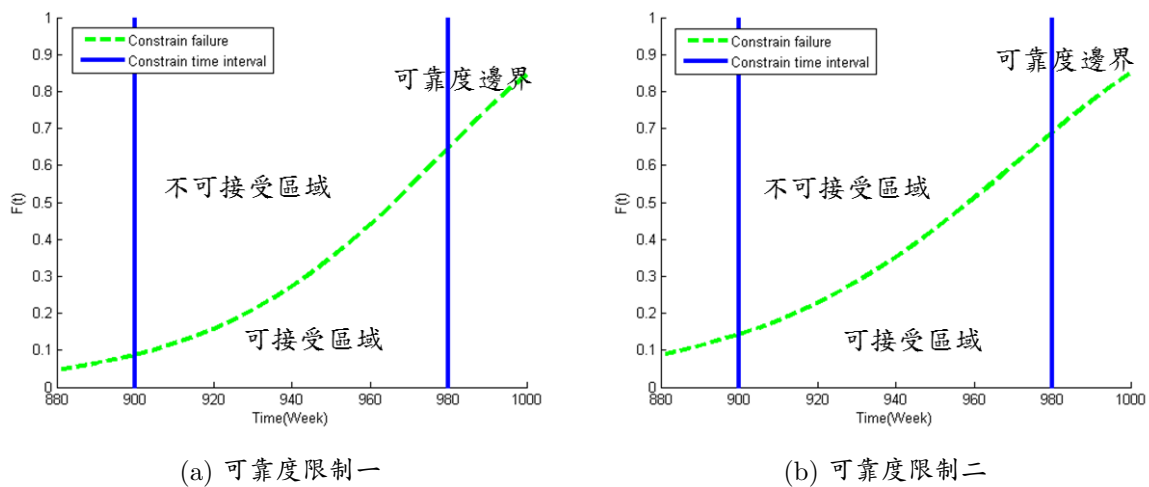 1
0.9
0.8
0.7
0.6
0.5
0.4
0.3
0.2
0.1
0
F(t)
Constrain failure
Constrain time interval
可靠度邊界
不可接受區域
可接受區域
880
900
920
940
960
980
1000
Time(Week)
(a) 可靠度限制一
1
0.9
0.8
0.7
0.6
0.5
0.4
0.3
0.2
0.1
0
F(t)
Constrain failure
Constrain time interval
可靠度邊界
不可接受區域
可接受區域
880
900
920
940
960
980
1000
Time(Week)
(b) 可靠度限制二